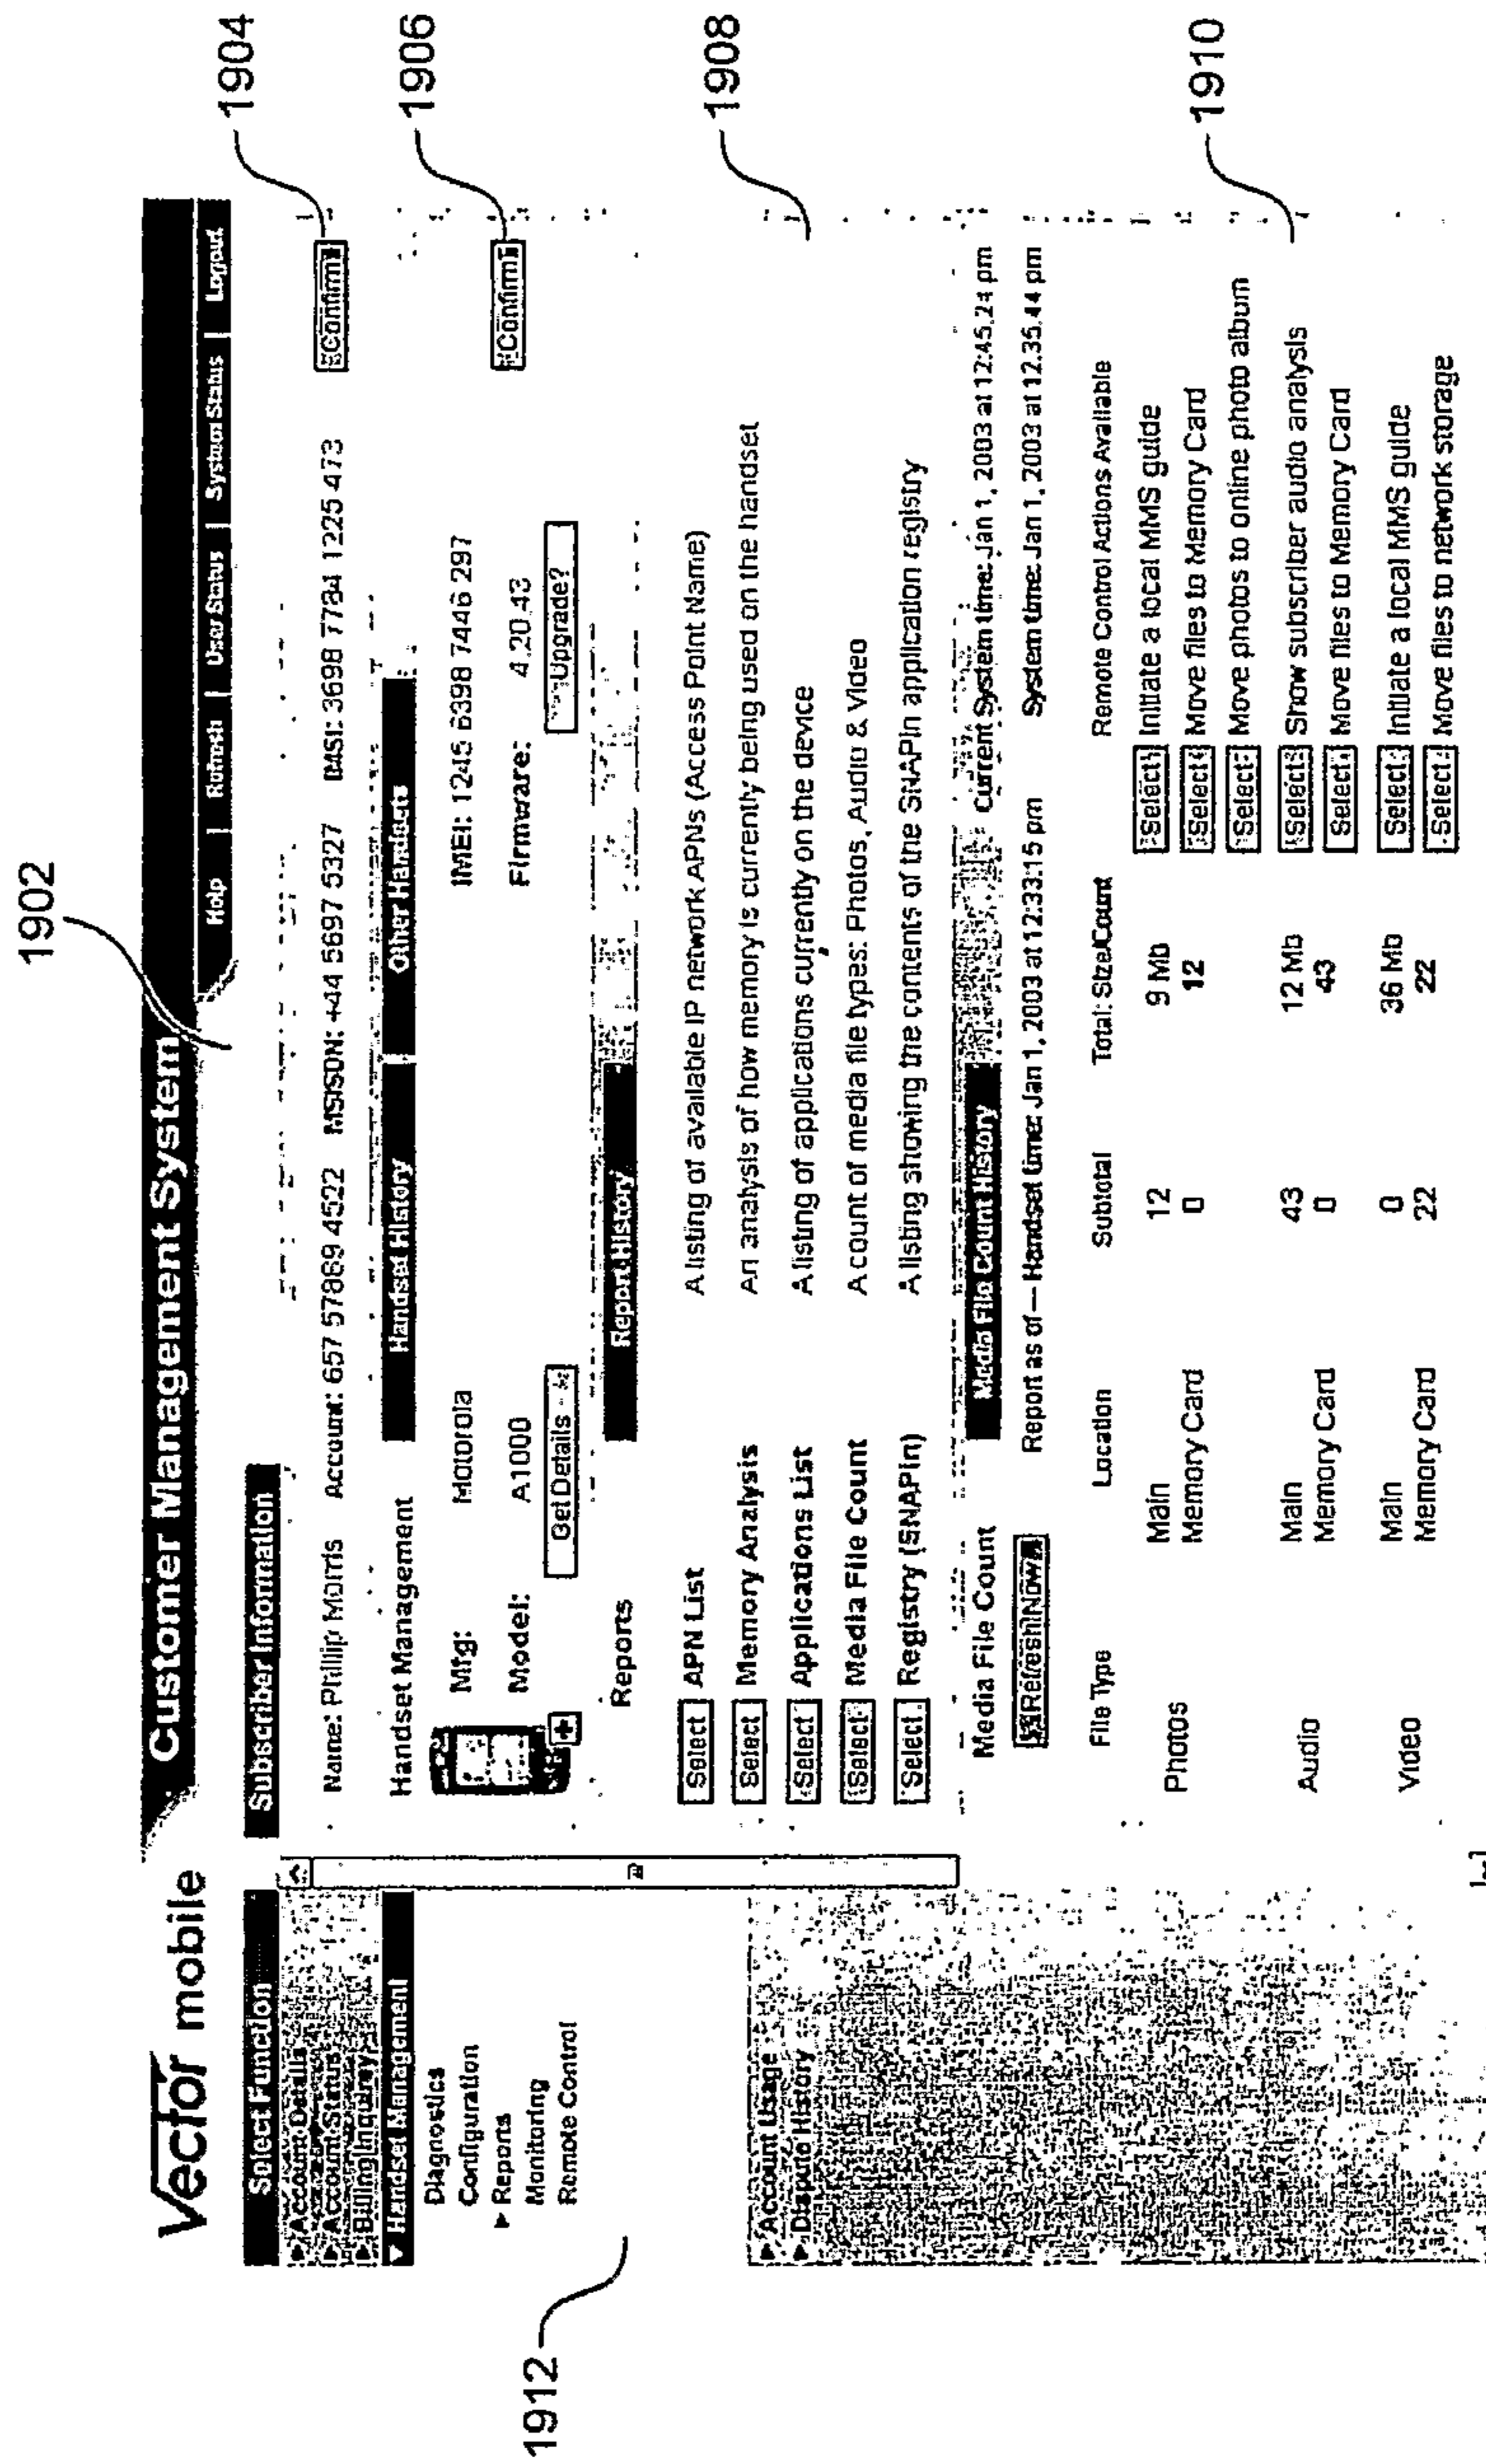 1902
Vector mobile
Customer Management System
Help | Refresh | User Status | System Status | Logout
Select Function
Account Details
Account Status
Billing Inquirey
Handset Management
Diagnostics
Configuration
Reports
Monitoring
Remote Control
Account Usage
Dispute History
1912
Subscriber Information
Name: Phillip Morris Account: 657 57869 4522 MSISDN: +44 5697 5327 IMSI: 3698 7784 1225 473 Confirm
1904
Handset Management Handset History Other Handsets
Mfg: Motorola IMEI: 1245 6398 7446 297 Confirm
1906
Model: A1000 Firmware: 4.20.43
Get Details Upgrade?
Reports Report History
Select APN List A listing of available IP network APNs (Access Point Name)
Select Memory Analysis An analysis of how memory is currently being used on the handset
Select Applications List A listing of applications currently on the device
Select Media File Count A count of media file types: Photos, Audio & Video
Select Registry (SNAPin) A listing showing the contents of the SNAPin application registry
1908
Media File Count Media File Count History Current System time: Jan 1, 2003 at 12:45.24 pm
Refresh Now Report as of — Handset time: Jan 1, 2003 at 12:33:15 pm System time: Jan 1, 2003 at 12.35.44 pm
File Type Location Subtotal Total: Size/Count Remote Control Actions Available
Photos Main 12 9 Mb Select Initiate a local MMS guide
Memory Card 0 12 Select Move files to Memory Card
Select Move photos to online photo album
1910
Audio Main 43 12 Mb Select Show subscriber audio analysis
Memory Card 0 43 Select Move files to Memory Card
Video Main 0 36 Mb Select Initiate a local MMS guide
Memory Card 22 22 Select Move files to network storage